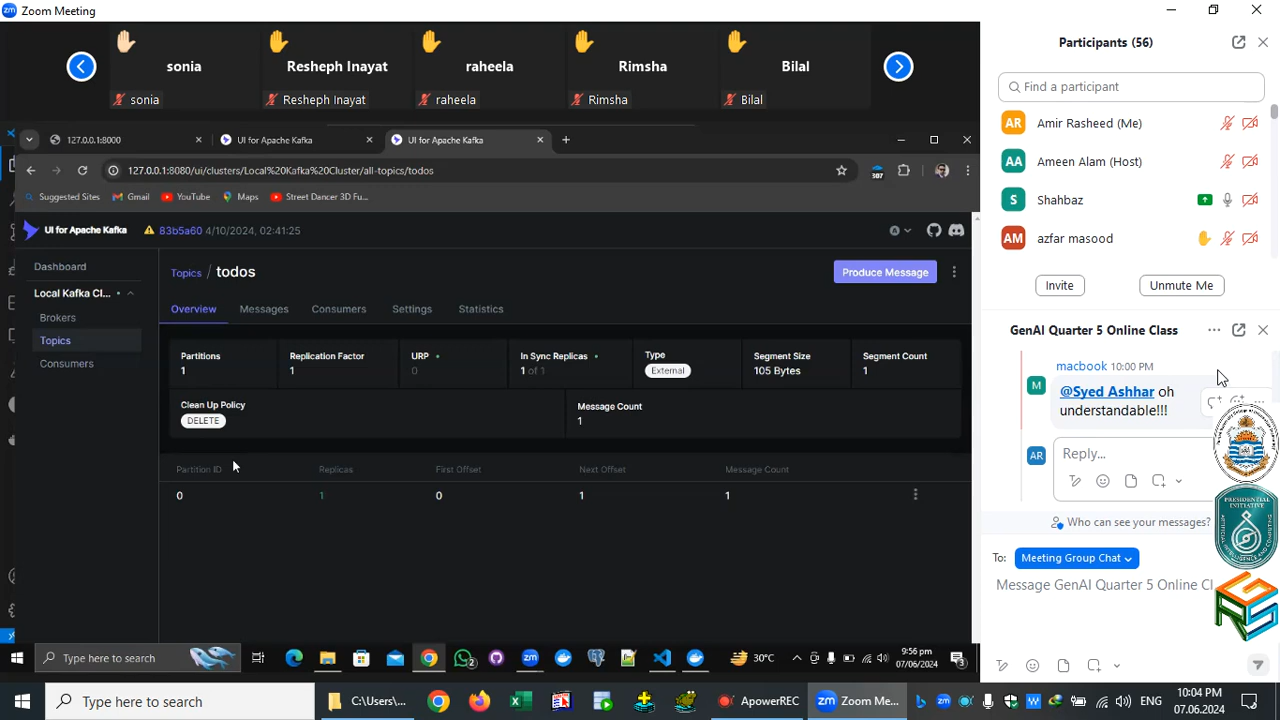 Zoom Meeting
sonia
Resheph Inayat
raheela
Rimsha
Bilal
sonia
Resheph Inayat
raheela
Rimsha
Bilal
127.0.0.1:8000
UI for Apache Kafka
UI for Apache Kafka
127.0.0.1:8080/ui/clusters/Local%20Kafka%20Cluster/all-topics/todos
307
Suggested Sites
Gmail
YouTube
Maps
Street Dancer 3D Fu...
UI for Apache Kafka
83b5a60 4/10/2024, 02:41:25
Dashboard
Local Kafka Cl...
Brokers
Topics
Consumers
Topics / todos
Produce Message
Overview
Messages
Consumers
Settings
Statistics
Partitions
1
Replication Factor
1
URP
0
In Sync Replicas
1 of 1
Type
External
Segment Size
105 Bytes
Segment Count
1
Clean Up Policy
DELETE
Message Count
1
Partition ID Replicas First Offset Next Offset Message Count
0 1 0 1 1
Type here to search
30°C
9:56 pm
07/06/2024
Participants (56)
Find a participant
AR Amir Rasheed (Me)
AA Ameen Alam (Host)
S Shahbaz
AM azfar masood
Invite
Unmute Me
GenAI Quarter 5 Online Class
macbook 10:00 PM
M @Syed Ashhar oh
understandable!!!
AR Reply...
Who can see your messages?
To: Meeting Group Chat
Message GenAI Quarter 5 Online Cl
PRESIDENTIAL
INITIATIVE
Type here to search
C:\Users\...
ApowerREC
Zoom Me...
ENG
10:04 PM
07.06.2024